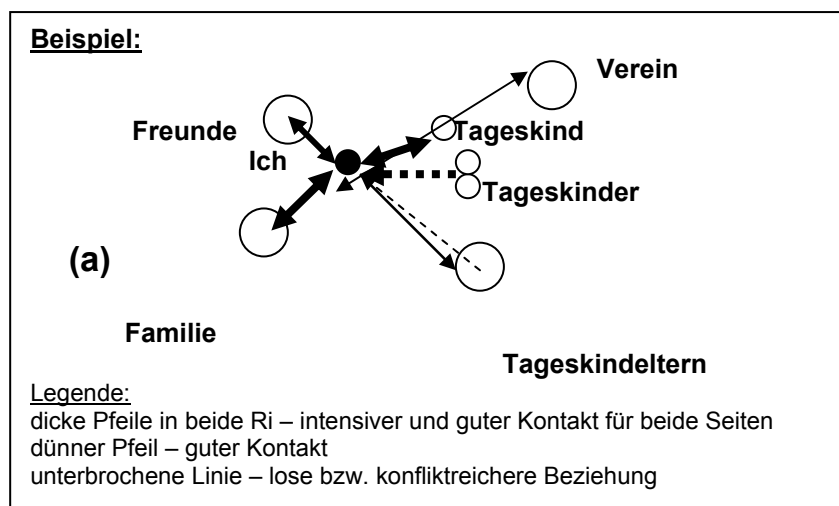 Beispiel:
Verein
Freunde
Tageskind
Ich
Tageskinder
(a)
Familie
Tageskindeltern
Legende:
dicke Pfeile in beide Ri – intensiver und guter Kontakt für beide Seiten
dünner Pfeil – guter Kontakt
unterbrochene Linie – lose bzw. konfliktreichere Beziehung